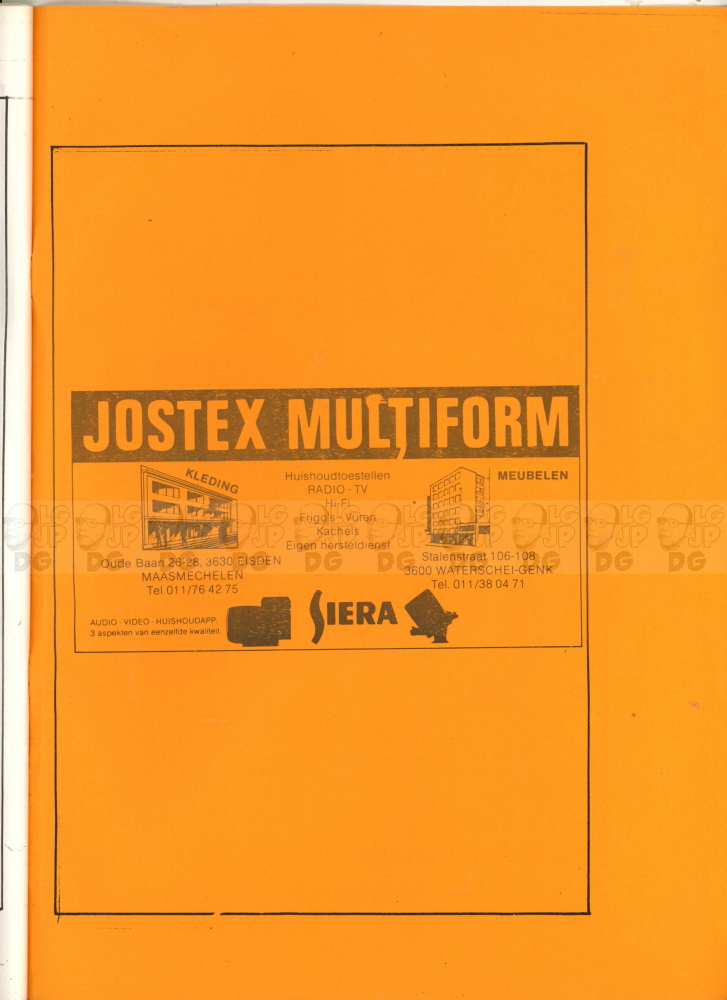 JOSTEX MULTIFORM
KLEDING
Oude Baan 26-28, 3630 EISDEN
MAASMECHELEN
Tel 011/76 42 75
Huishoudtoestellen
RADIO - TV
Hi-Fi
Frigo's - Vuren
Kachels
Eigen hersteldienst
MEUBELEN
Stalenstraat 106-108
3600 WATERSCHEI-GENK
Tel. 011/38 04 71
AUDIO - VIDEO - HUISHOUDAPP.
3 aspekten van eenzelfde kwaliteit.
SIERA